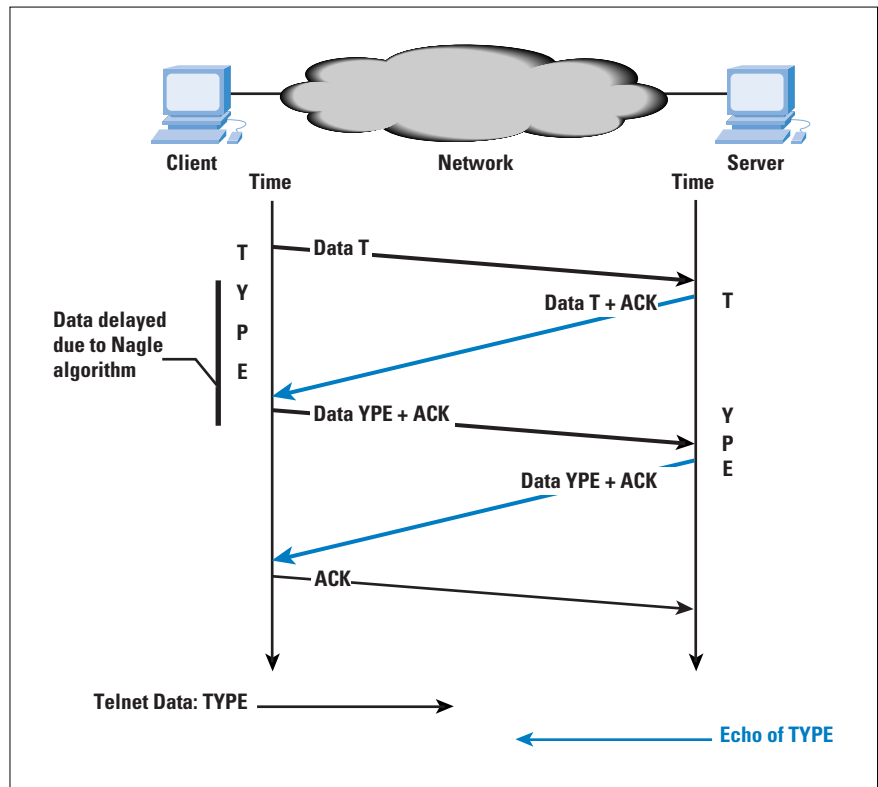 Client
Network
Server
Time
Time
T
Data T
Y
Data T + ACK
T
Data delayed
due to Nagle
algorithm
P
E
Data YPE + ACK
Y
P
E
Data YPE + ACK
ACK
Telnet Data: TYPE
Echo of TYPE